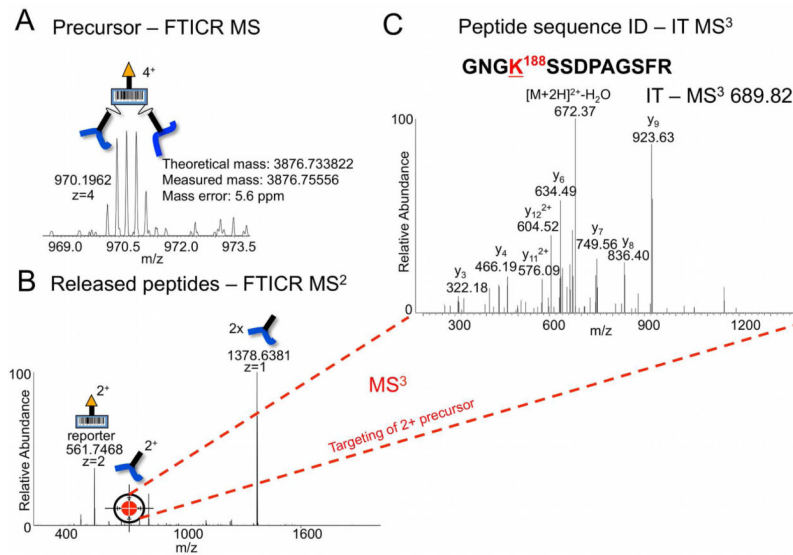 A Precursor – FTICR MS
4+
Theoretical mass: 3876.733822
Measured mass: 3876.75556
Mass error: 5.6 ppm
970.1962
z=4
969.0 970.5 972.0 973.5
m/z
B Released peptides – FTICR MS²
100
Relative Abundance
0
2+
reporter
561.7468
z=2
2+
2x
1378.6381
z=1
400 1000 1600
m/z
MS³
Targeting of 2+ precursor
C Peptide sequence ID – IT MS³
GNGK¹⁸⁸SSDPAGSFR
[M+2H]²⁺-H₂O
672.37
IT – MS³ 689.82
100
Relative Abundance
0
y₉
923.63
y₆
634.49
y₁₂²⁺
604.52
y₇
749.56
y₈
836.40
y₄
466.19
y₁₁²⁺
576.09
y₃
322.18
300 600 900 1200
m/z